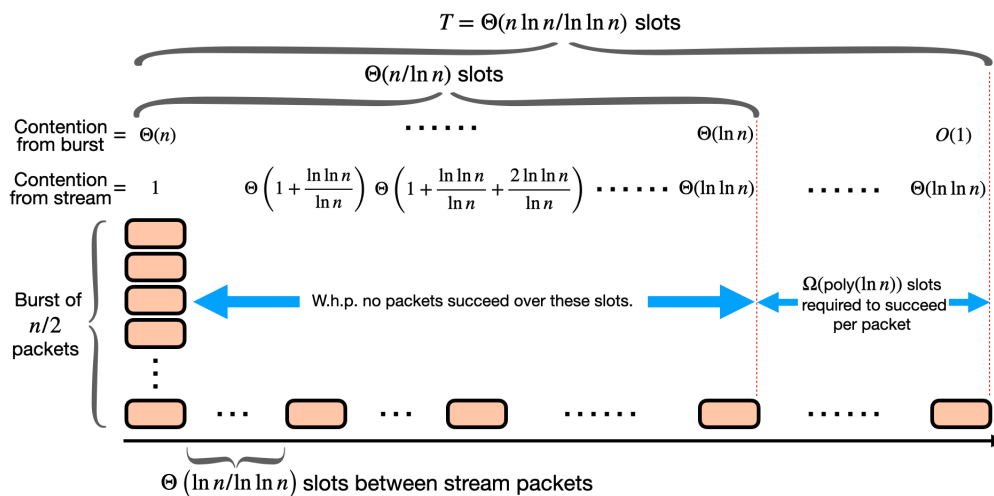 T = Θ(n ln n/ln ln n) slots
Θ(n/ln n) slots
Contention from burst = Θ(n) ...... Θ(ln n) O(1)
Contention from stream = 1 Θ(1 + ln ln n/ln n) Θ(1 + ln ln n/ln n + 2 ln ln n/ln n) ...... Θ(ln ln n) ...... Θ(ln ln n)
Burst of
n/2
packets
W.h.p. no packets succeed over these slots.
Ω(poly(ln n)) slots
required to succeed
per packet
Θ (ln n/ln ln n) slots between stream packets